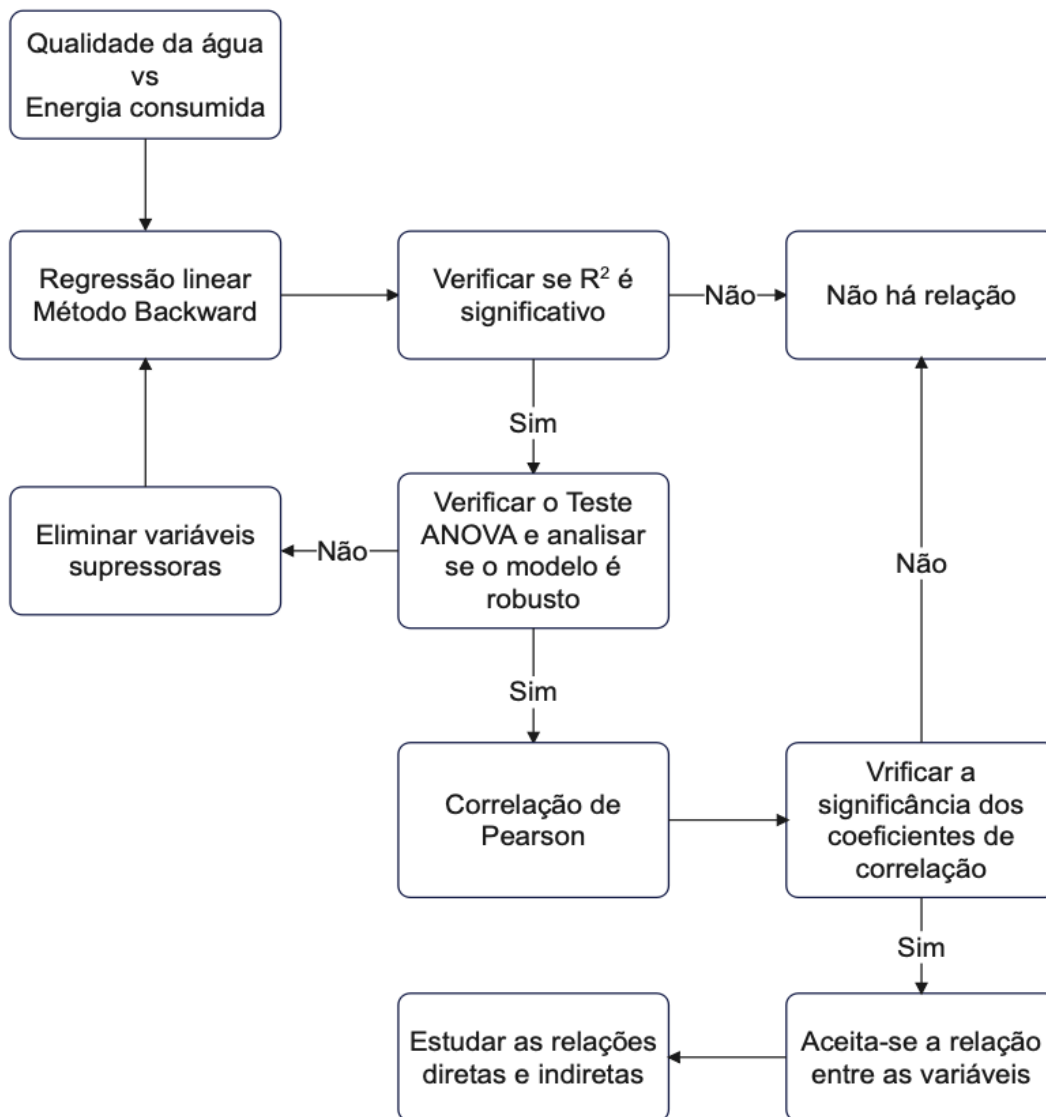 Qualidade da água
vs
Energia consumida
Regressão linear
Método Backward
Verificar se R² é
significativo
Não
Não há relação
Sim
Eliminar variáveis
supressoras
Não
Verificar o Teste
ANOVA e analisar
se o modelo é
robusto
Não
Sim
Correlação de
Pearson
Vrificar a
significância dos
coeficientes de
correlação
Sim
Estudar as relações
diretas e indiretas
Aceita-se a relação
entre as variáveis